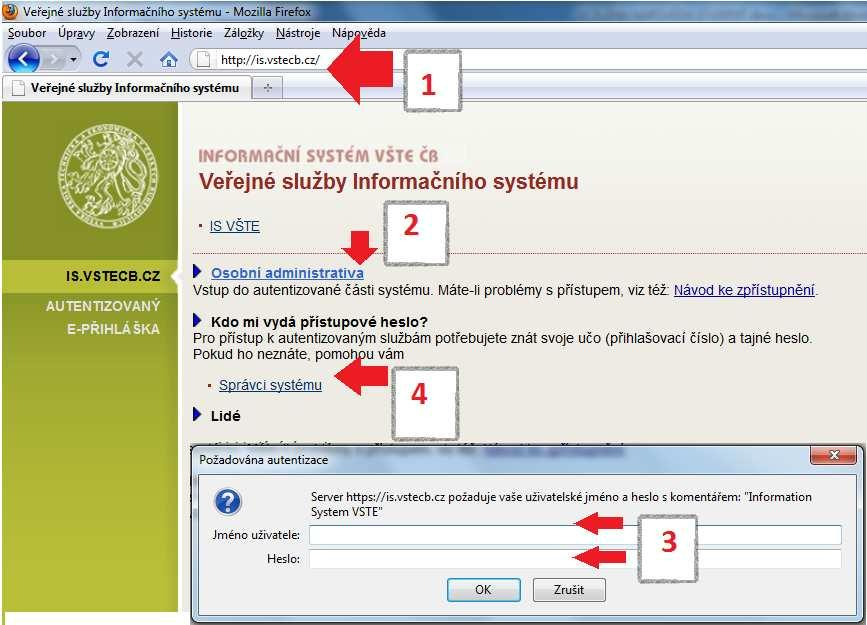 Veřejné služby Informačního systému - Mozilla Firefox
Soubor Úpravy Zobrazení Historie Záložky Nástroje Nápověda
http://is.vstecb.cz/
1
Veřejné služby Informačního systému
INFORMAČNÍ SYSTÉM VŠTE ČB
Veřejné služby Informačního systému
2
IS VŠTE
IS.VSTECB.CZ
AUTENTIZOVANÝ
E-PŘIHLÁŠKA
Osobní administrativa
Vstup do autentizované části systému. Máte-li problémy s přístupem, viz též: Návod ke zpřístupnění.
Kdo mi vydá přístupové heslo?
Pro přístup k autentizovaným službám potřebujete znát svoje učo (přihlašovací číslo) a tajné heslo.
Pokud ho neznáte, pomohou vám
Správci systému
4
Lidé
Požadována autentizace
Server https://is.vstecb.cz požaduje vaše uživatelské jméno a heslo s komentářem: "Information
System VSTE"
Jméno uživatele:
Heslo:
3
OK Zrušit